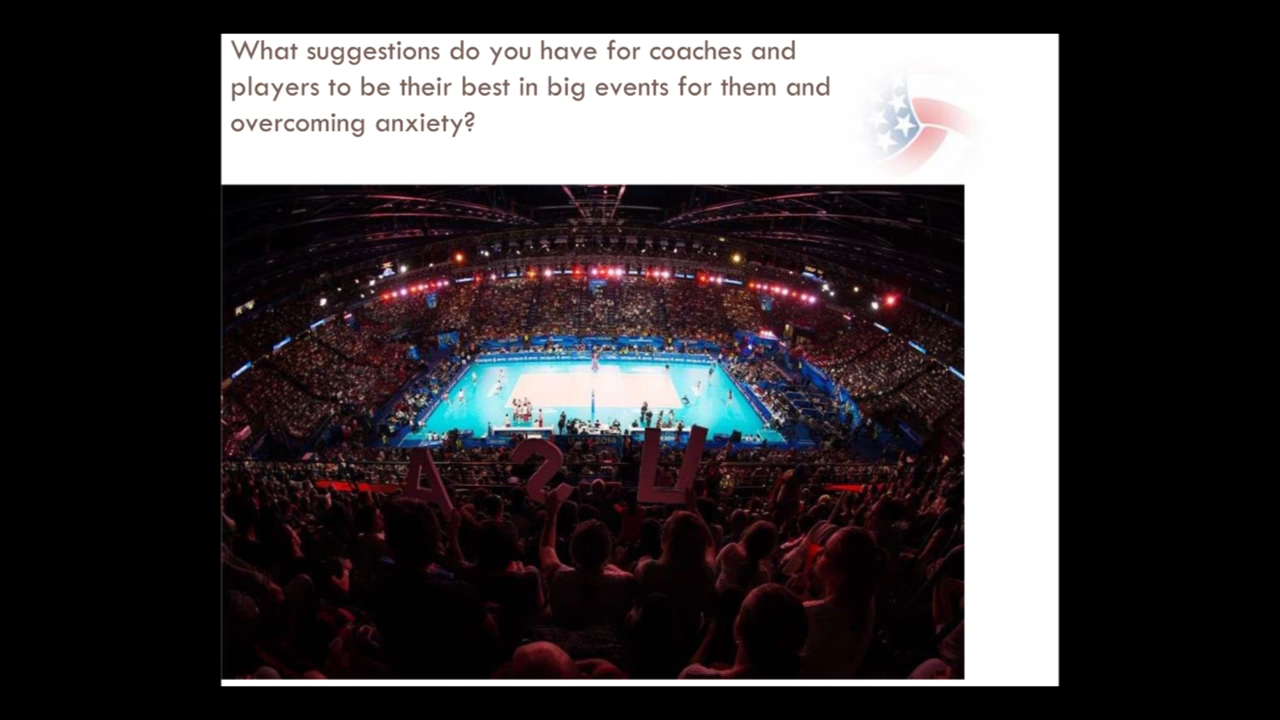 What suggestions do you have for coaches and
players to be their best in big events for them and
overcoming anxiety?
A S U